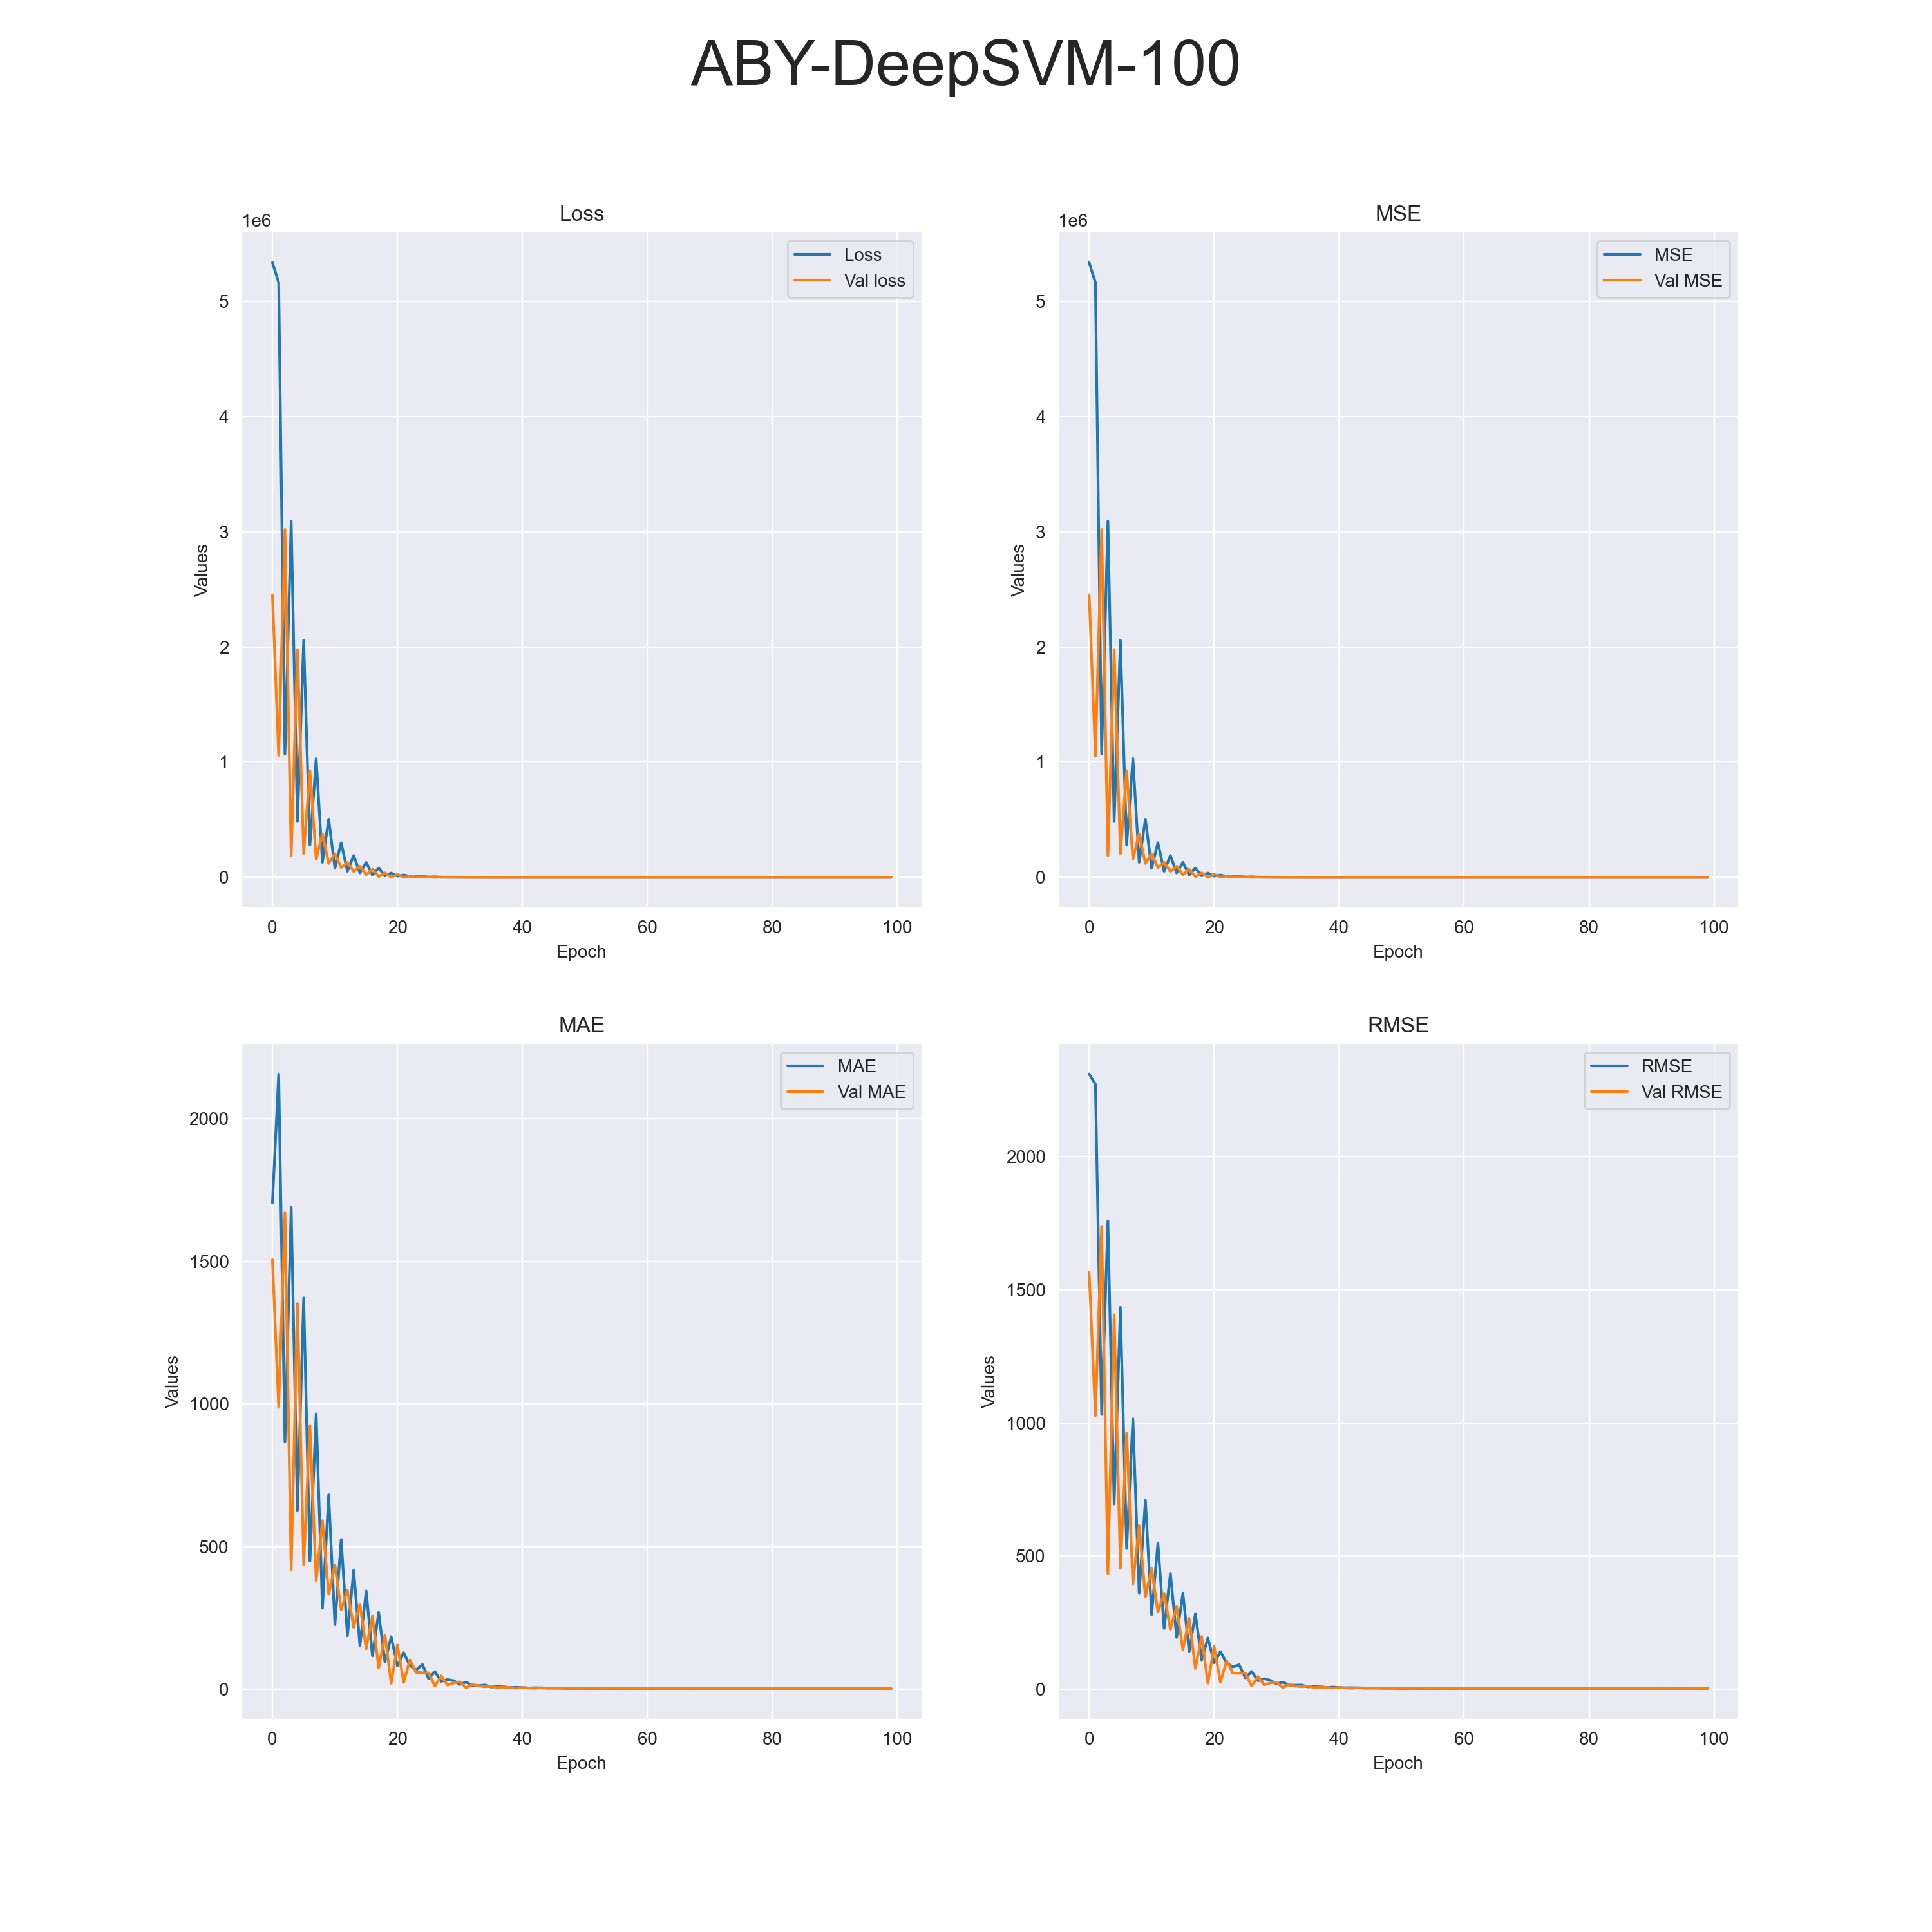 ABY-DeepSVM-100
Loss
1e6
Loss
Val loss
5
4
3
2
1
0
Values
0 20 40 60 80 100
Epoch
MSE
1e6
MSE
Val MSE
5
4
3
2
1
0
Values
0 20 40 60 80 100
Epoch
MAE
MAE
Val MAE
2000
1500
1000
500
0
Values
0 20 40 60 80 100
Epoch
RMSE
RMSE
Val RMSE
2000
1500
1000
500
0
Values
0 20 40 60 80 100
Epoch